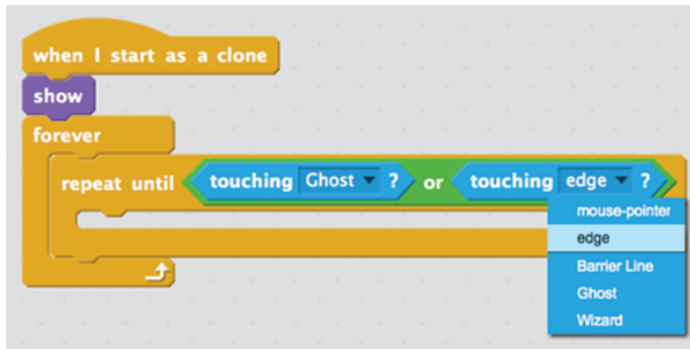 when I start as a clone
show
forever
repeat until touching Ghost ? or touching edge ?
mouse-pointer
edge
Barrier Line
Ghost
Wizard